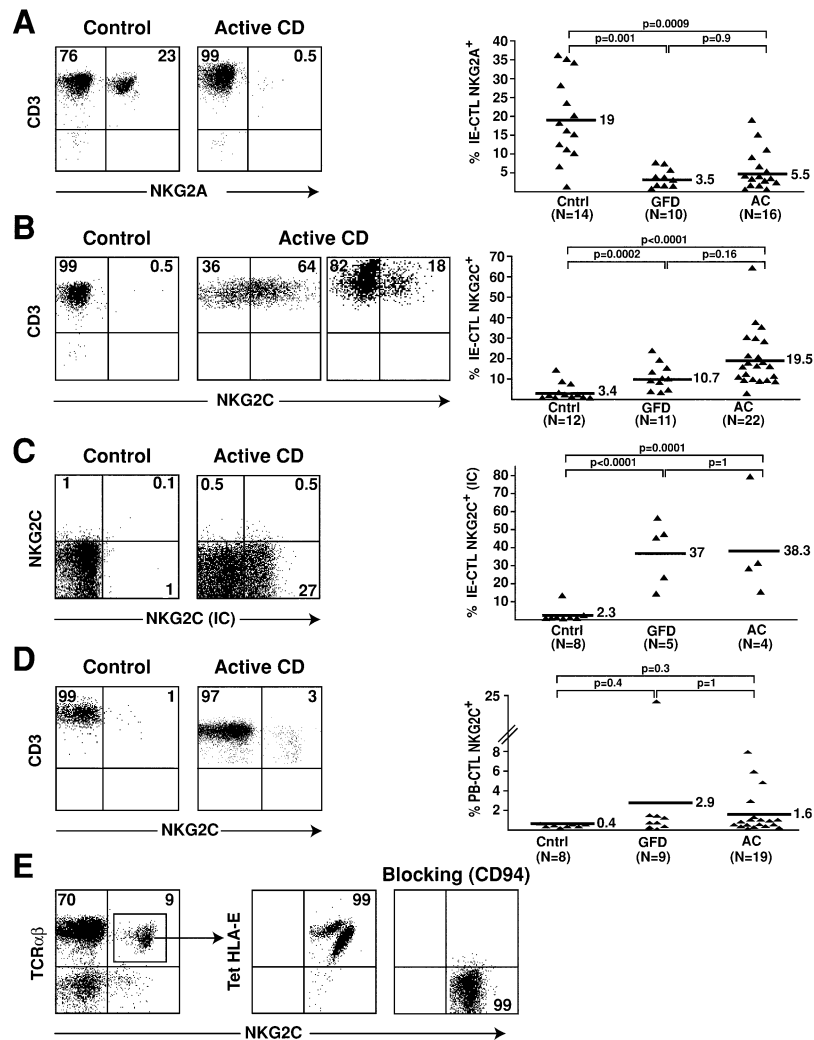 A
Control
Active CD
76
23
99
0.5
CD3
NKG2A
% IE-CTL NKG2A+
p=0.0009
p=0.001
p=0.9
40
35
30
25
20
15
10
5
19
3.5
5.5
Cntrl
(N=14)
GFD
(N=10)
AC
(N=16)
B
Control
Active CD
99
0.5
36
64
82
18
CD3
NKG2C
% IE-CTL NKG2C+
p<0.0001
p=0.0002
p=0.16
70
60
50
40
30
20
10
3.4
10.7
19.5
Cntrl
(N=12)
GFD
(N=11)
AC
(N=22)
C
Control
Active CD
1
0.1
1
0.5
0.5
27
NKG2C
NKG2C (IC)
% IE-CTL NKG2C+ (IC)
p=0.0001
p<0.0001
p=1
80
70
60
50
40
30
20
10
2.3
37
38.3
Cntrl
(N=8)
GFD
(N=5)
AC
(N=4)
D
Control
Active CD
99
1
97
3
CD3
NKG2C
% PB-CTL NKG2C+
p=0.3
p=0.4
p=1
25
8
6
4
2
0.4
2.9
1.6
Cntrl
(N=8)
GFD
(N=9)
AC
(N=19)
E
Blocking (CD94)
70
9
99
99
TCRαβ
Tet HLA-E
NKG2C